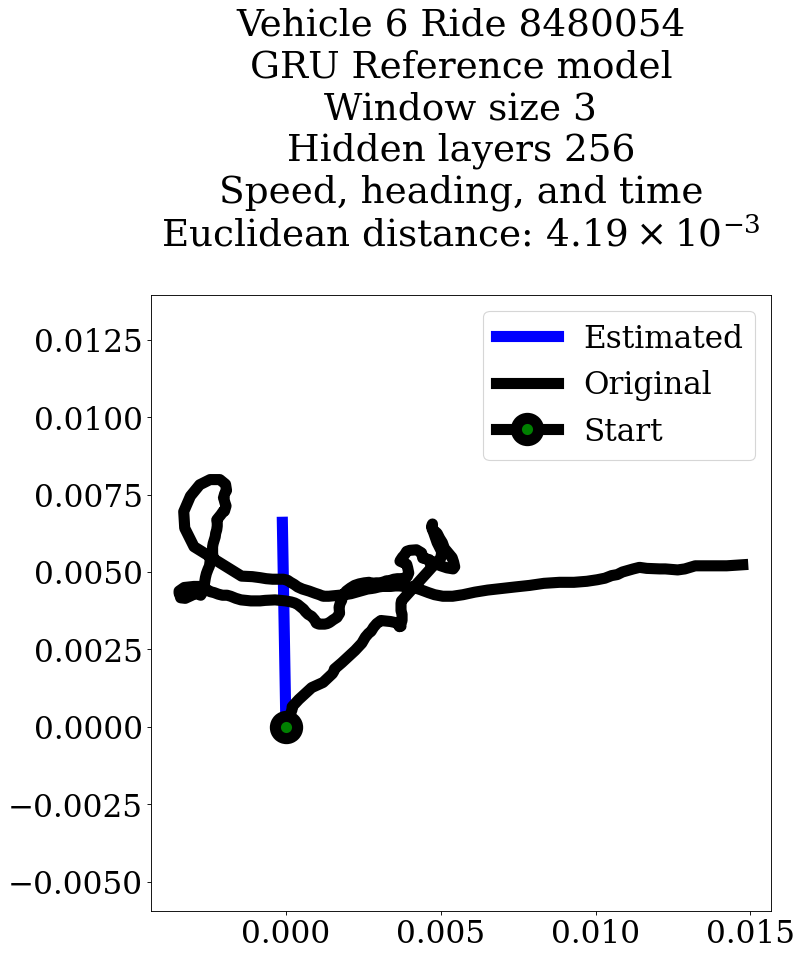 Vehicle 6 Ride 8480054
GRU Reference model
Window size 3
Hidden layers 256
Speed, heading, and time
Euclidean distance: 4.19 × 10⁻³
Estimated
Original
Start
0.0125
0.0100
0.0075
0.0050
0.0025
0.0000
−0.0025
−0.0050
0.000 0.005 0.010 0.015